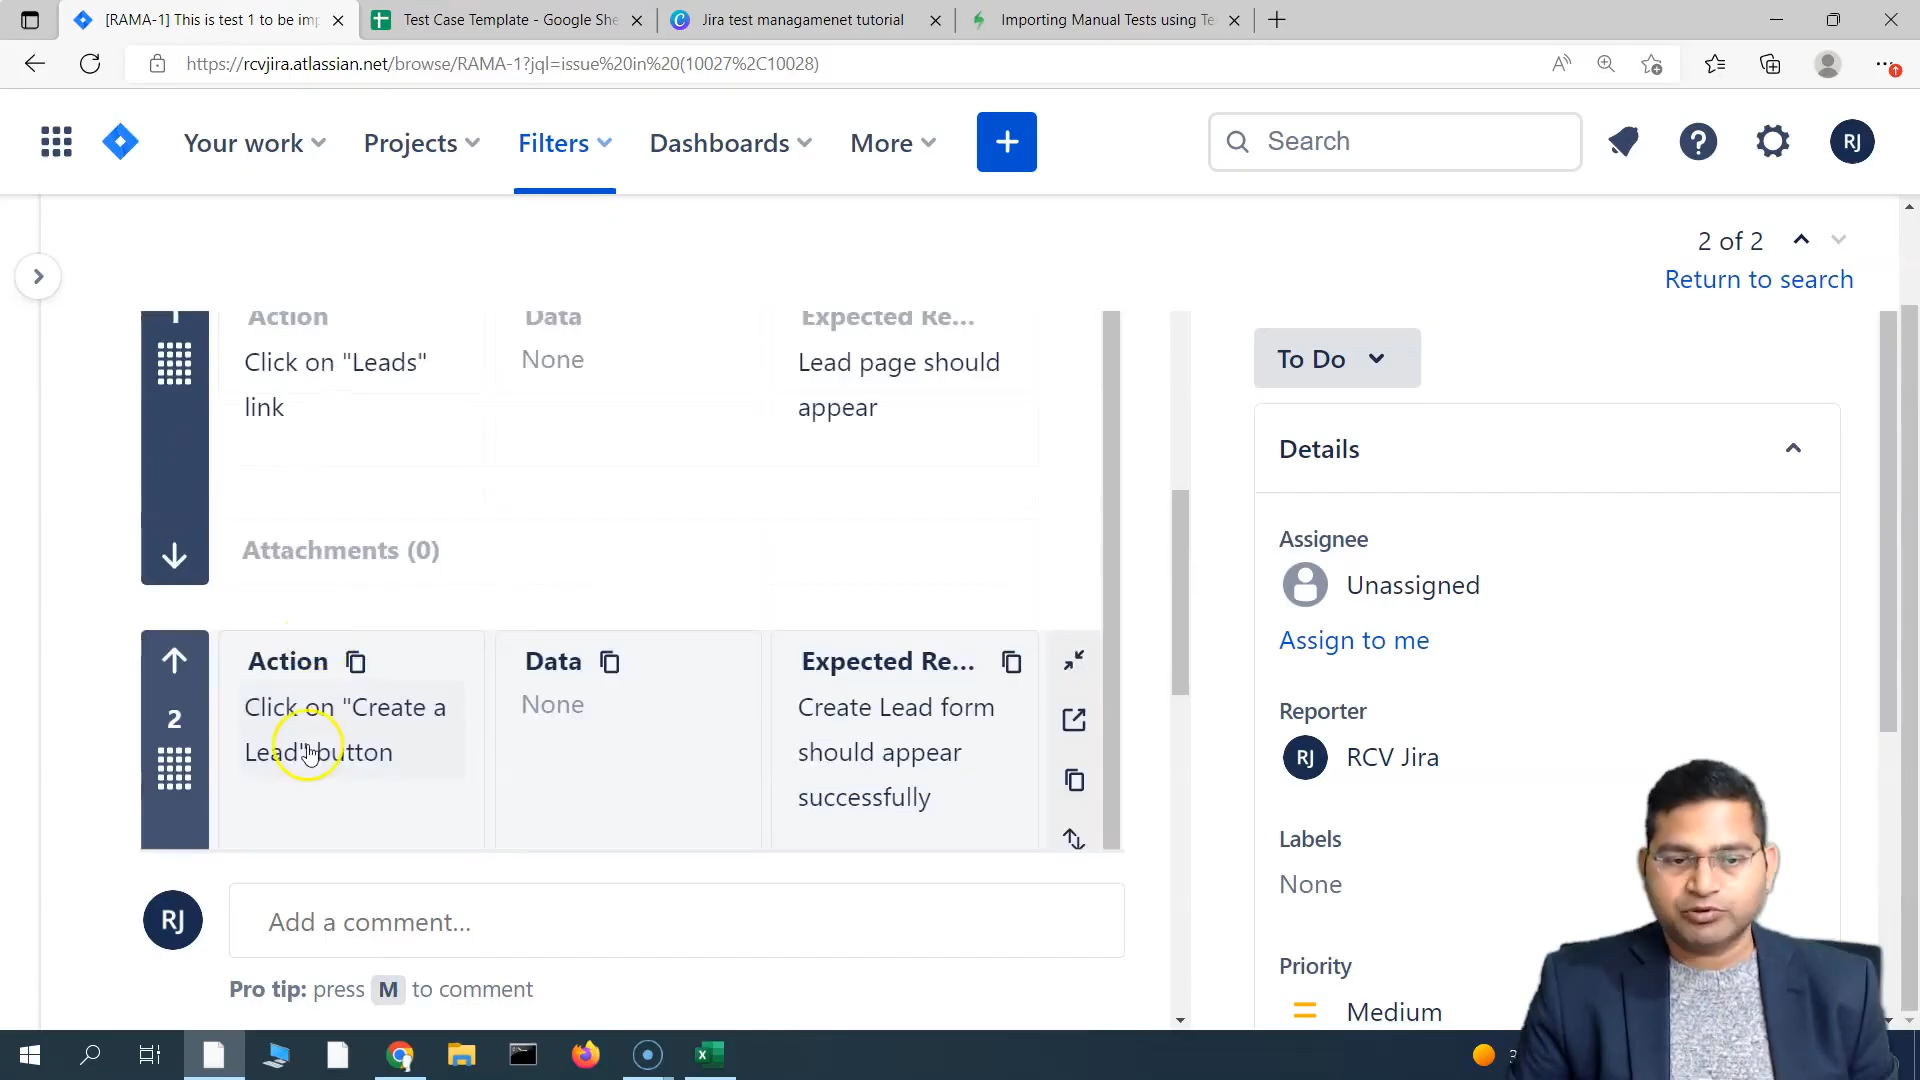 [RAMA-1] This is test 1 to be imp
Test Case Template - Google She
Jira test managamenet tutorial
Importing Manual Tests using Te
https://rcvjira.atlassian.net/browse/RAMA-1?jql=issue%20in%20(10027%2C10028)
Your work
Projects
Filters
Dashboards
More
Search
RJ
2 of 2
Return to search
Action
Data
Expected Re...
Click on "Leads"
link
None
Lead page should
appear
Attachments (0)
2
Action
Data
Expected Re...
Click on "Create a
Lead" button
None
Create Lead form
should appear
successfully
RJ
Add a comment...
Pro tip: press M to comment
To Do
Details
Assignee
Unassigned
Assign to me
Reporter
RJ
RCV Jira
Labels
None
Priority
Medium